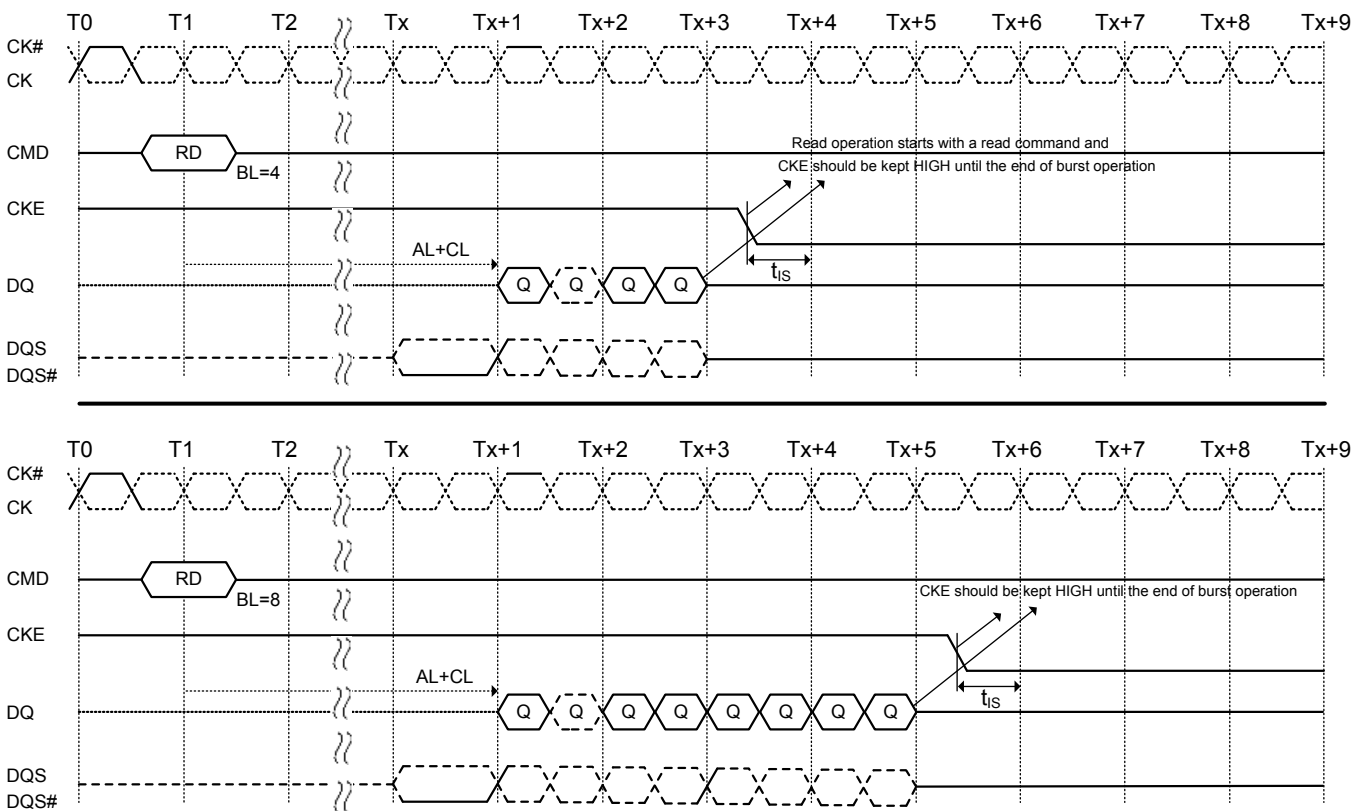 T0 T1 T2 Tx Tx+1 Tx+2 Tx+3 Tx+4 Tx+5 Tx+6 Tx+7 Tx+8 Tx+9
CK#
CK
CMD RD BL=4
Read operation starts with a read command and
CKE should be kept HIGH until the end of burst operation
CKE
AL+CL
tIS
DQ Q Q Q Q
DQS
DQS#
T0 T1 T2 Tx Tx+1 Tx+2 Tx+3 Tx+4 Tx+5 Tx+6 Tx+7 Tx+8 Tx+9
CK#
CK
CMD RD BL=8
CKE should be kept HIGH until the end of burst operation
CKE
AL+CL
tIS
DQ Q Q Q Q Q Q Q Q
DQS
DQS#